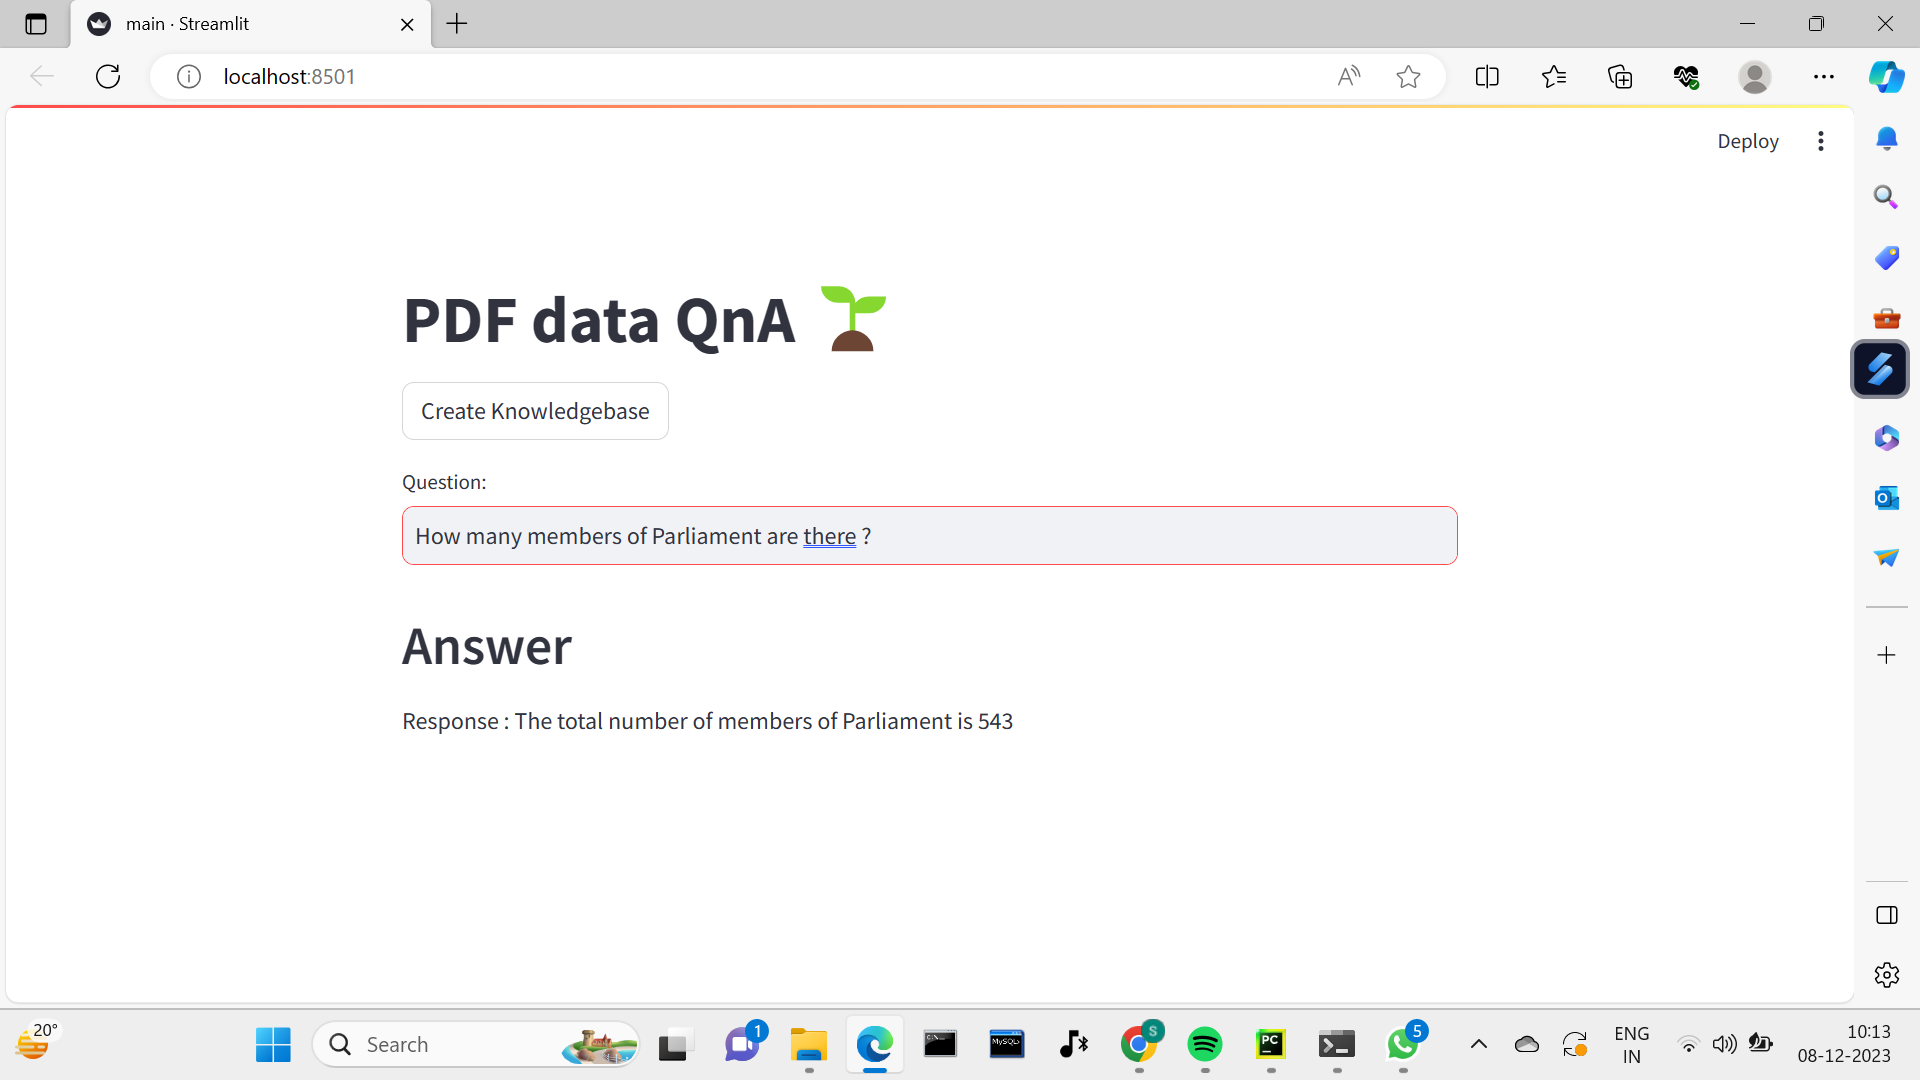 main · Streamlit
localhost:8501
Deploy
PDF data QnA
Create Knowledgebase
Question:
How many members of Parliament are there ?
Answer
Response : The total number of members of Parliament is 543
20°
Search
1
MySQL
S
PC
5
ENG
IN
10:13
08-12-2023